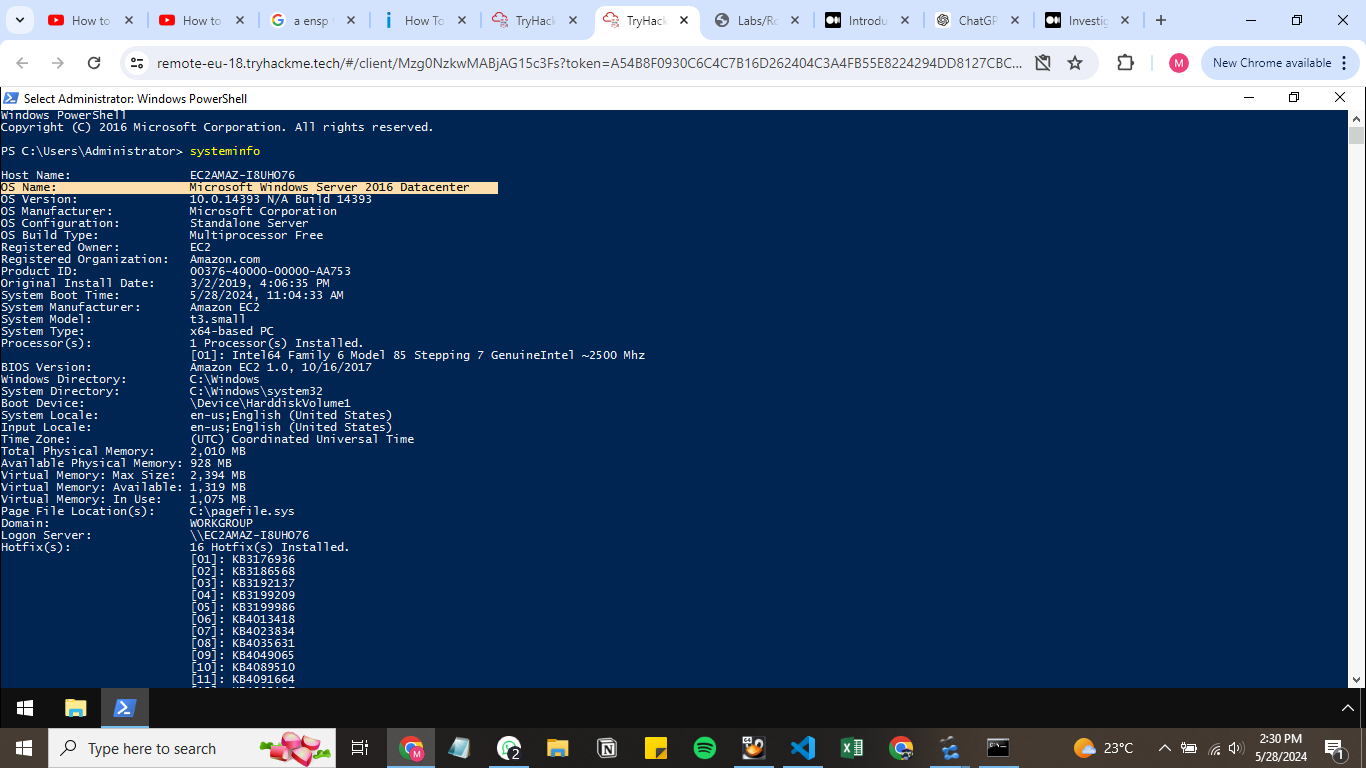 How to
How to
a ensp
How To
TryHack
TryHack
Labs/Ro
Introdu
ChatGP
Investig
remote-eu-18.tryhackme.tech/#/client/Mzg0NzkwMABjAG15c3Fs?token=A54B8F0930C6C4C7B16D262404C3A4FB55E8224294DD8127CBC...
M
New Chrome available
Select Administrator: Windows PowerShell
Windows PowerShell
Copyright (C) 2016 Microsoft Corporation. All rights reserved.
PS C:\Users\Administrator> systeminfo
Host Name: EC2AMAZ-I8UHO76
OS Name: Microsoft Windows Server 2016 Datacenter
OS Version: 10.0.14393 N/A Build 14393
OS Manufacturer: Microsoft Corporation
OS Configuration: Standalone Server
OS Build Type: Multiprocessor Free
Registered Owner: EC2
Registered Organization: Amazon.com
Product ID: 00376-40000-00000-AA753
Original Install Date: 3/2/2019, 4:06:35 PM
System Boot Time: 5/28/2024, 11:04:33 AM
System Manufacturer: Amazon EC2
System Model: t3.small
System Type: x64-based PC
Processor(s): 1 Processor(s) Installed.
[01]: Intel64 Family 6 Model 85 Stepping 7 GenuineIntel ~2500 Mhz
BIOS Version: Amazon EC2 1.0, 10/16/2017
Windows Directory: C:\Windows
System Directory: C:\Windows\system32
Boot Device: \Device\HarddiskVolume1
System Locale: en-us;English (United States)
Input Locale: en-us;English (United States)
Time Zone: (UTC) Coordinated Universal Time
Total Physical Memory: 2,010 MB
Available Physical Memory: 928 MB
Virtual Memory: Max Size: 2,394 MB
Virtual Memory: Available: 1,319 MB
Virtual Memory: In Use: 1,075 MB
Page File Location(s): C:\pagefile.sys
Domain: WORKGROUP
Logon Server: \\EC2AMAZ-I8UHO76
Hotfix(s): 16 Hotfix(s) Installed.
[01]: KB3176936
[02]: KB3186568
[03]: KB3192137
[04]: KB3199209
[05]: KB3199986
[06]: KB4013418
[07]: KB4023834
[08]: KB4035631
[09]: KB4049065
[10]: KB4089510
[11]: KB4091664
Type here to search
M
2
23°C
2:30 PM
5/28/2024
1